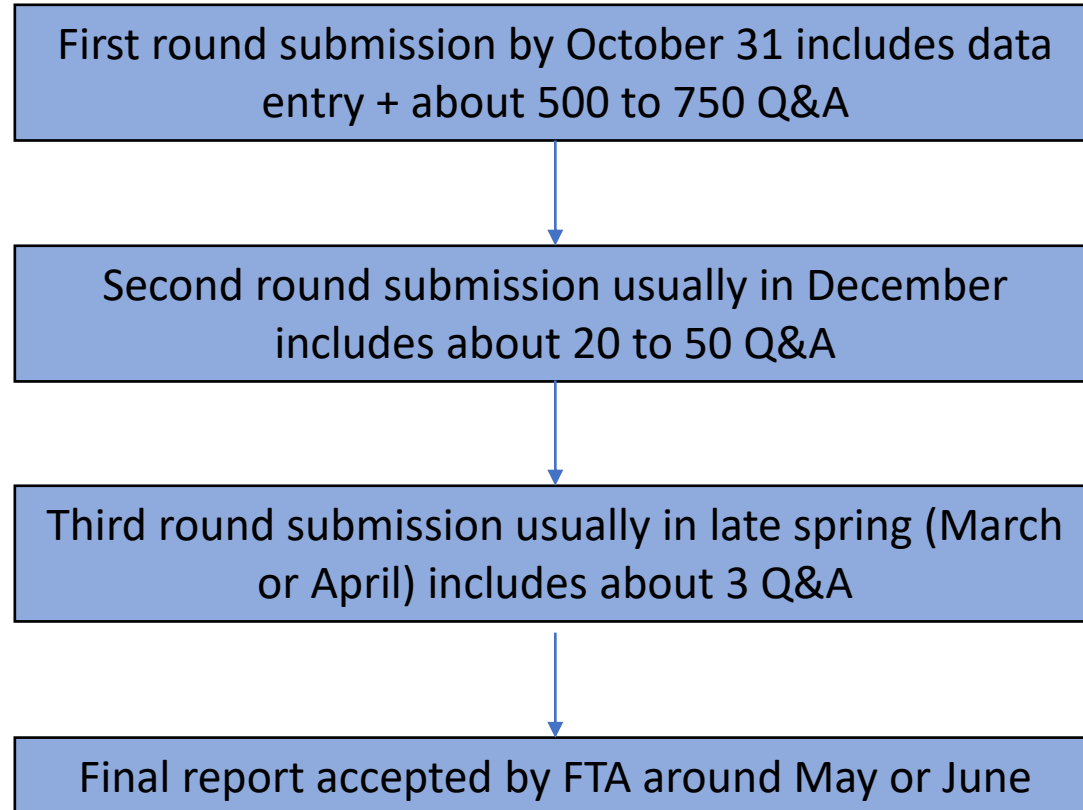 First round submission by October 31 includes data
entry + about 500 to 750 Q&A
Second round submission usually in December
includes about 20 to 50 Q&A
Third round submission usually in late spring (March
or April) includes about 3 Q&A
Final report accepted by FTA around May or June